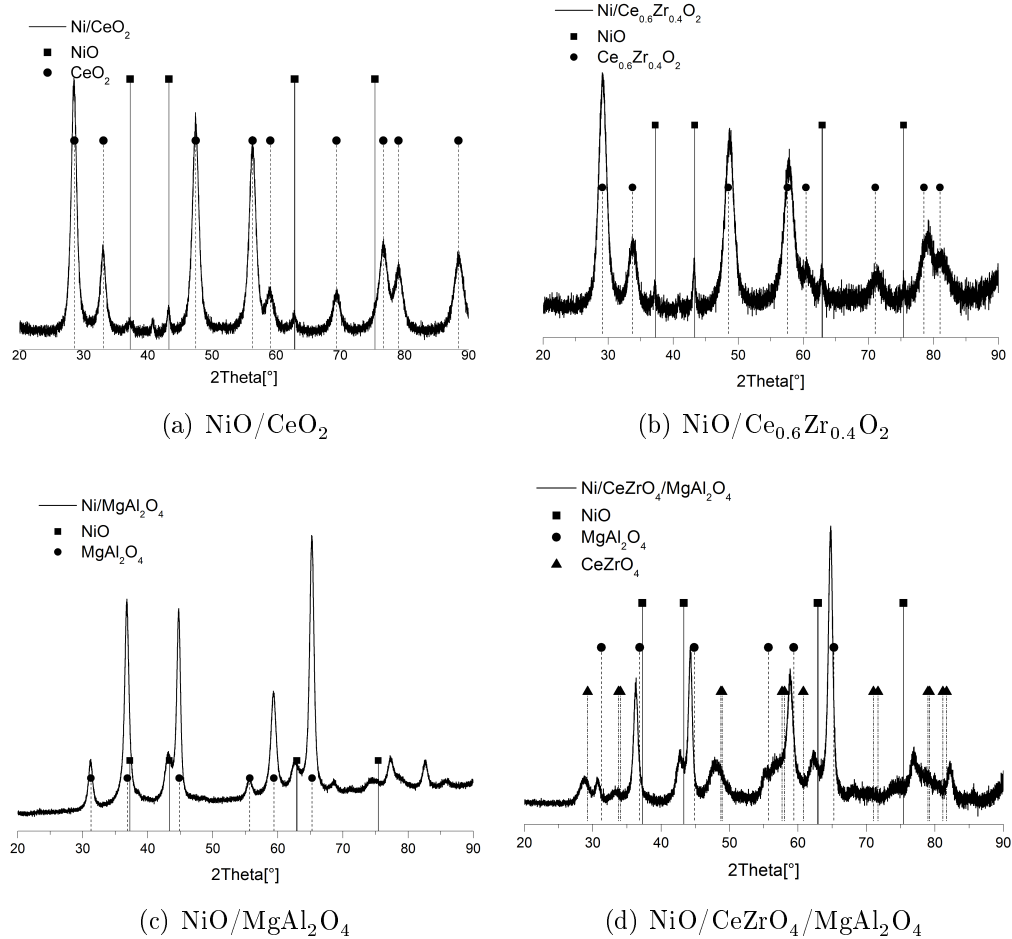 Ni/CeO2
NiO
CeO2
20 30 40 50 60 70 80 90
2Theta[°]
(a) NiO/CeO2
Ni/Ce0.6Zr0.4O2
NiO
Ce0.6Zr0.4O2
20 30 40 50 60 70 80 90
2Theta[°]
(b) NiO/Ce0.6Zr0.4O2
Ni/MgAl2O4
NiO
MgAl2O4
20 30 40 50 60 70 80 90
2Theta[°]
(c) NiO/MgAl2O4
Ni/CeZrO4/MgAl2O4
NiO
MgAl2O4
CeZrO4
20 30 40 50 60 70 80 90
2Theta[°]
(d) NiO/CeZrO4/MgAl2O4